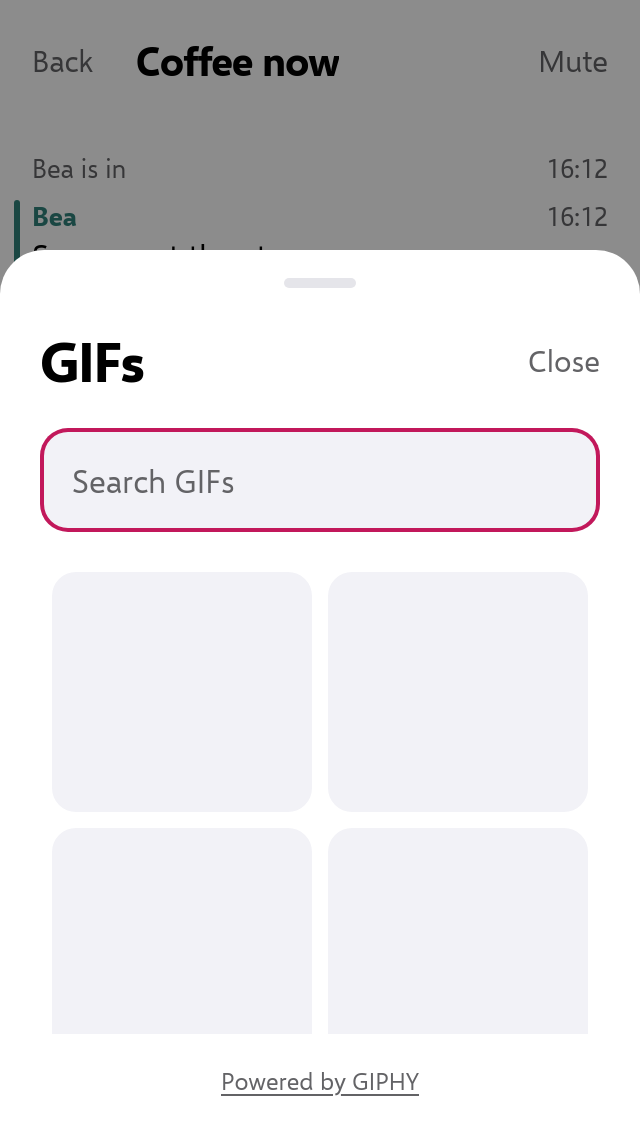 Back Coffee now Mute
Bea is in 16:12
Bea 16:12
GIFs Close
Search GIFs
Powered by GIPHY